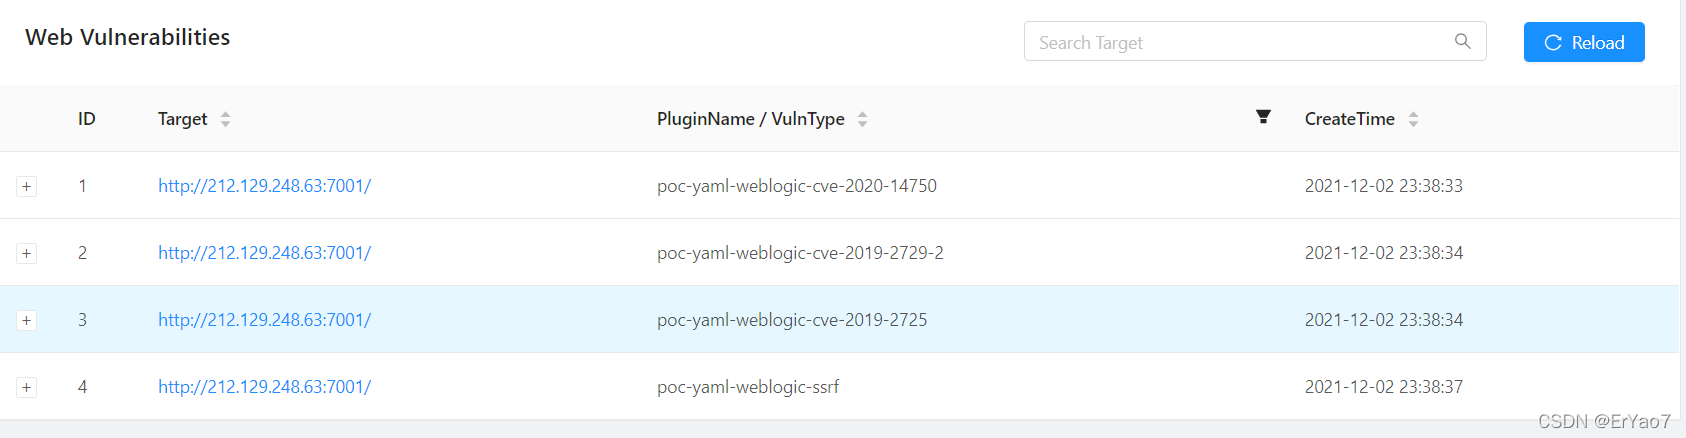 Web Vulnerabilities
Search Target
Reload
ID Target PluginName / VulnType CreateTime
1 http://212.129.248.63:7001/ poc-yaml-weblogic-cve-2020-14750 2021-12-02 23:38:33
2 http://212.129.248.63:7001/ poc-yaml-weblogic-cve-2019-2729-2 2021-12-02 23:38:34
3 http://212.129.248.63:7001/ poc-yaml-weblogic-cve-2019-2725 2021-12-02 23:38:34
4 http://212.129.248.63:7001/ poc-yaml-weblogic-ssrf 2021-12-02 23:38:37
CSDN @ErYao7